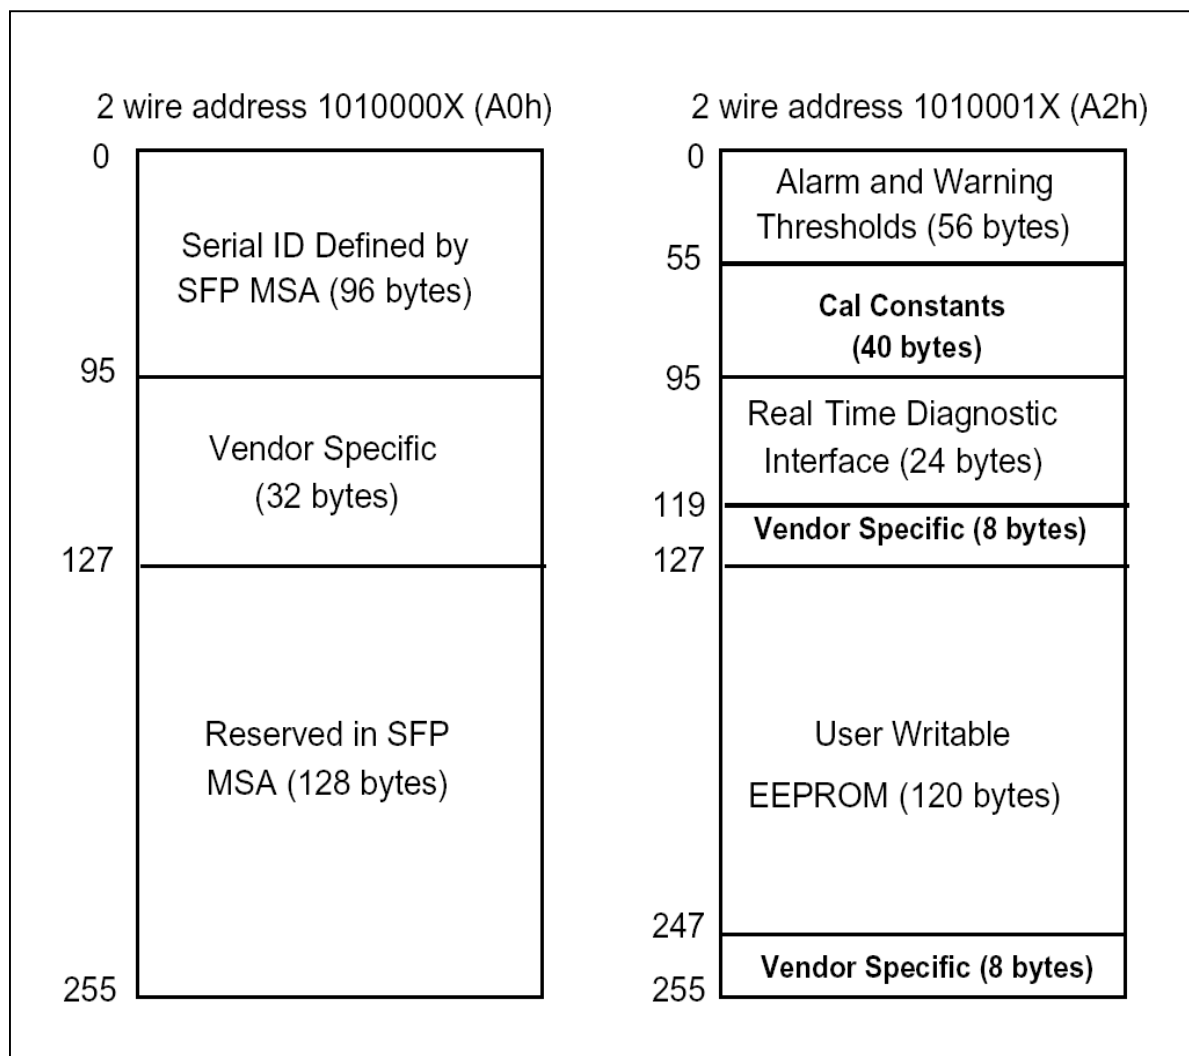 2 wire address 1010000X (A0h)
0
Serial ID Defined by
SFP MSA (96 bytes)
95
Vendor Specific
(32 bytes)
127
Reserved in SFP
MSA (128 bytes)
255
2 wire address 1010001X (A2h)
0
Alarm and Warning
Thresholds (56 bytes)
55
Cal Constants
(40 bytes)
95
Real Time Diagnostic
Interface (24 bytes)
119
Vendor Specific (8 bytes)
127
User Writable
EEPROM (120 bytes)
247
Vendor Specific (8 bytes)
255